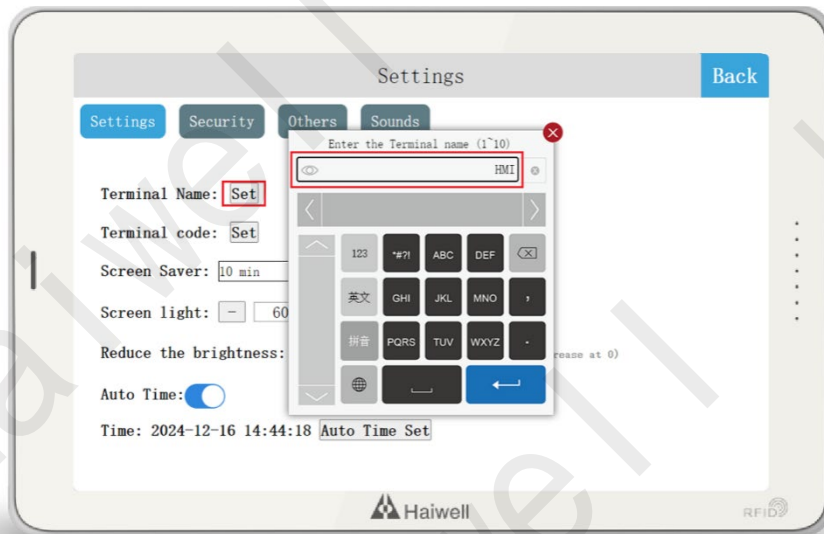 Settings
Back
Settings
Security
Others
Sounds
Enter the Terminal name (1~10)
HMI
Terminal Name: Set
Terminal code: Set
Screen Saver: 10 min
Screen light: - 60
Reduce the brightness:
rease at 0)
Auto Time:
Time: 2024-12-16 14:44:18 Auto Time Set
123
*#?!
ABC
DEF
英文
GHI
JKL
MNO
,
拼音
PQRS
TUV
WXYZ
.
Haiwell
RFID
Haiwell